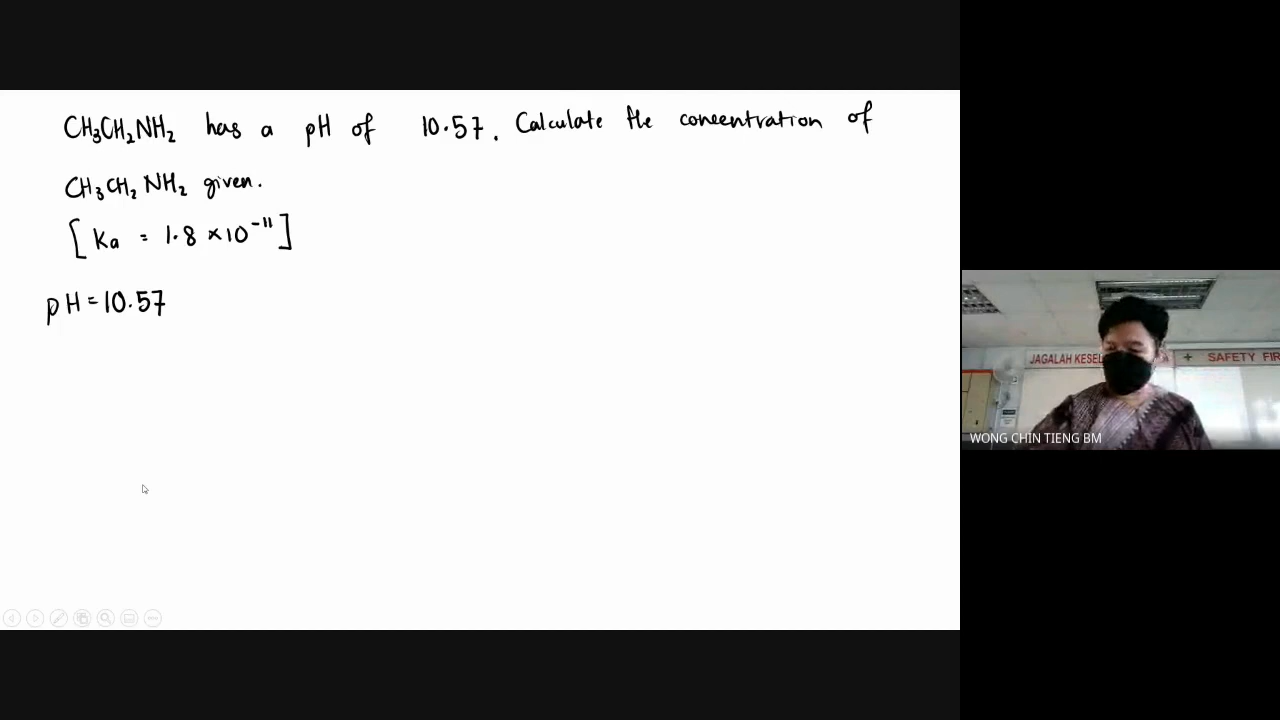 CH₃CH₂NH₂ has a pH of 10.57. Calculate the concentration of
CH₃CH₂NH₂ given.
[Ka = 1.8 ×10⁻¹¹]
pH=10.57
JAGALAH KESEL + SAFETY FIR
WONG CHIN TIENG BM